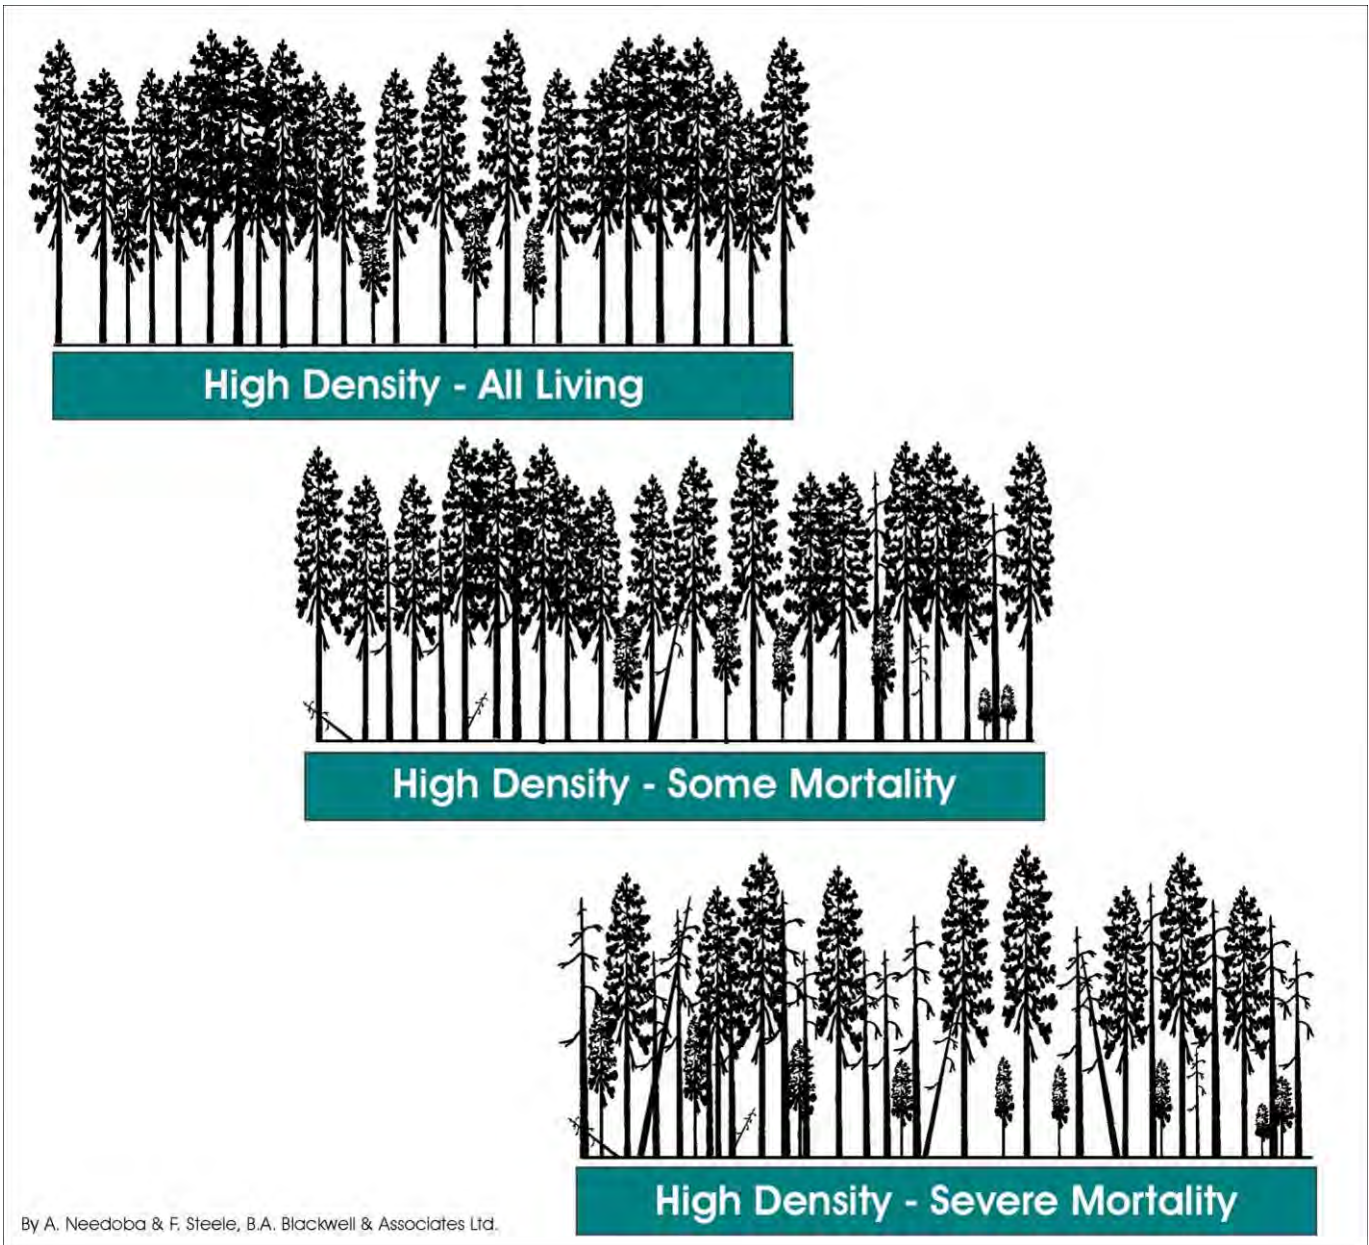 High Density - All Living
High Density - Some Mortality
High Density - Severe Mortality
By A. Needoba & F. Steele, B.A. Blackwell & Associates Ltd.